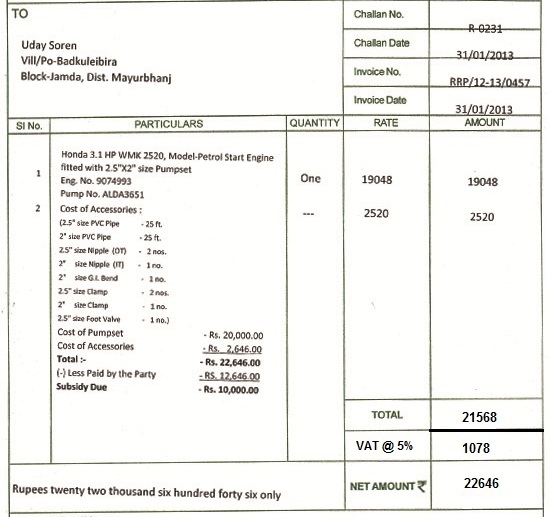 TO
Uday Soren
Vill/Po-Badkuleibira
Block-Jamda, Dist. Mayurbhanj
Challan No. R-0231
Challan Date 31/01/2013
Invoice No. RRP/12-13/0457
Invoice Date 31/01/2013
SI No. PARTICULARS QUANTITY RATE AMOUNT
1 Honda 3.1 HP WMK 2520, Model-Petrol Start Engine
fitted with 2.5"X2" size Pumpset One 19048 19048
Eng. No. 9074993
Pump No. ALDA3651
2 Cost of Accessories : --- 2520 2520
(2.5" size PVC Pipe - 25 ft.
2" size PVC Pipe - 25 ft.
2.5" size Nipple (OT) - 2 nos.
2" size Nipple (IT) - 1 no.
2" size G.I. Bend - 1 no.
2.5" size Clamp - 2 nos.
2" size Clamp - 1 no.
2.5" size Foot Valve - 1 no.)
Cost of Pumpset - Rs. 20,000.00
Cost of Accessories - Rs. 2,646.00
Total :- - Rs. 22,646.00
(-) Less Paid by the Party - RS. 12,646.00
Subsidy Due - Rs. 10,000.00
TOTAL 21568
VAT @ 5% 1078
Rupees twenty two thousand six hundred forty six only NET AMOUNT ₹ 22646